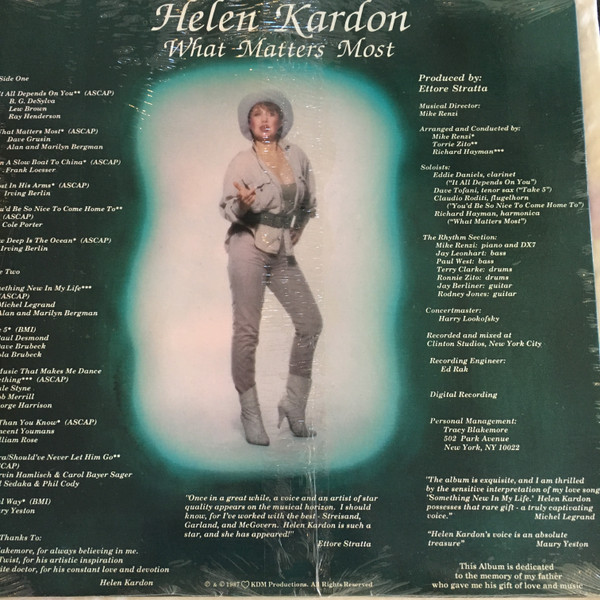 Helen Kardon
What Matters Most
Side One
It All Depends On You** (ASCAP)
B. G. DeSylva
Lew Brown
Ray Henderson
What Matters Most* (ASCAP)
Dave Grusin
Alan and Marilyn Bergman
On A Slow Boat To China* (ASCAP)
Frank Loesser
in His Arms* (ASCAP)
Irving Berlin
You'd Be So Nice To Come Home To**
(ASCAP)
Cole Porter
How Deep Is The Ocean* (ASCAP)
Irving Berlin
Side Two
Something New In My Life***
(ASCAP)
Michel Legrand
Alan and Marilyn Bergman
5* (BMI)
Paul Desmond
Dave Brubeck
Iola Brubeck
Music That Makes Me Dance
(ASCAP)
Jule Styne
Bob Merrill
George Harrison
Than You Know* (ASCAP)
Vincent Youmans
William Rose
Should've Never Let Him Go**
(ASCAP)
Marvin Hamlisch & Carol Bayer Sager
Neil Sedaka & Phil Cody
Way* (BMI)
Maury Yeston
Thanks To:
Blakemore, for always believing in me.
Twist, for his artistic inspiration
doctor, for his constant love and devotion
Helen Kardon
"Once in a great while, a voice and an artist of star
quality appears on the musical horizon. I should
know, for I've worked with the best - Streisand,
Garland, and McGovern. Helen Kardon is such a
star, and she has appeared!"
Ettore Stratta
© & ℗ 1987 ♡ KDM Productions. All Rights Reserved
Produced by:
Ettore Stratta
Musical Director:
Mike Renzi
Arranged and Conducted by:
Mike Renzi*
Torrie Zito**
Richard Hayman***
Soloists:
Eddie Daniels, clarinet
("It All Depends On You")
Dave Tofani, tenor sax ("Take 5")
Claudio Roditi, flugelhorn
("You'd Be So Nice To Come Home To")
Richard Hayman, harmonica
("What Matters Most")
The Rhythm Section:
Mike Renzi: piano and DX7
Jay Leonhart: bass
Paul West: bass
Terry Clarke: drums
Ronnie Zito: drums
Jay Berliner: guitar
Rodney Jones: guitar
Concertmaster:
Harry Lookofsky
Recorded and mixed at
Clinton Studios, New York City
Recording Engineer:
Ed Rak
Digital Recording
Personal Management:
Tracy Blakemore
502 Park Avenue
New York, NY 10022
"The album is exquisite, and I am thrilled
by the sensitive interpretation of my love song
'Something New In My Life.' Helen Kardon
possesses that rare gift - a truly captivating
voice." Michel Legrand
"Helen Kardon's voice is an absolute
treasure" Maury Yeston
This Album is dedicated
to the memory of my father
who gave me his gift of love and music